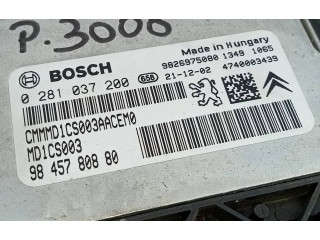 P.3000
Made in Hungary
BOSCH
9826975080 1349 1065
0 281 037 200 656 21-12-02 4740003439
CMMMD1CS003AACEM0
MD1CS003
98 457 808 80